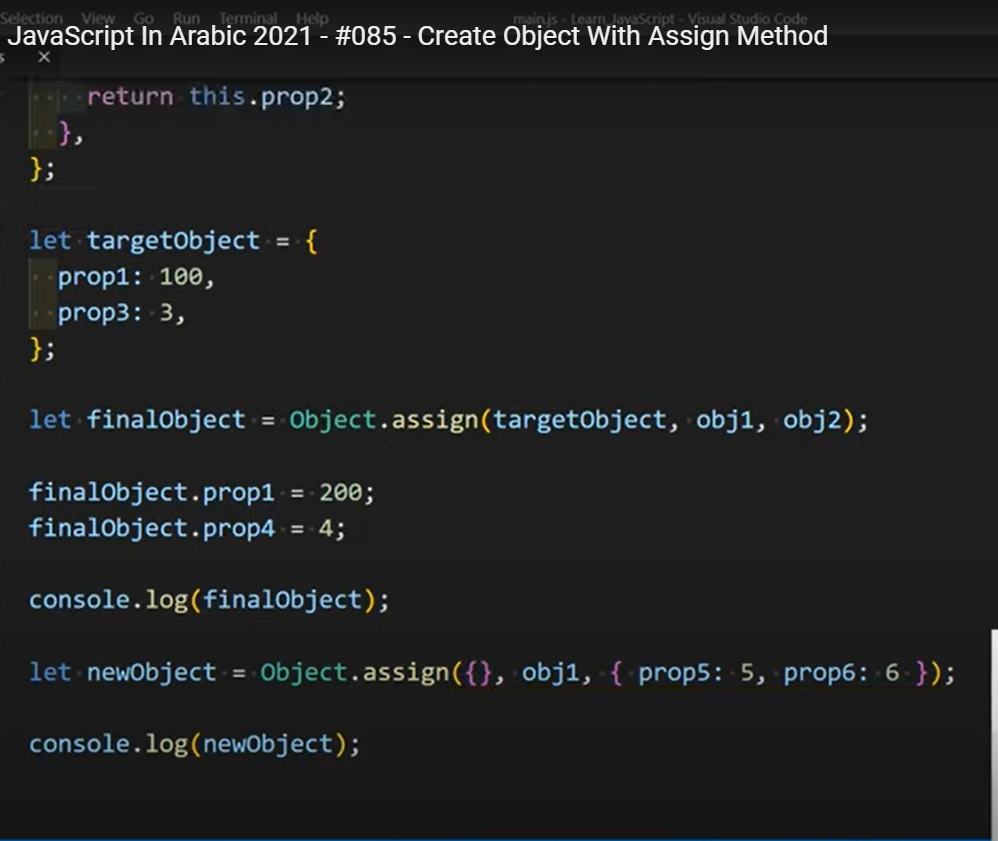 Selection View Go Run Terminal Help main.js - Learn_JavaScript - Visual Studio Code
JavaScript In Arabic 2021 - #085 - Create Object With Assign Method
s ×
return this.prop2;
},
};
let targetObject = {
prop1: 100,
prop3: 3,
};
let finalObject = Object.assign(targetObject, obj1, obj2);
finalObject.prop1 = 200;
finalObject.prop4 = 4;
console.log(finalObject);
let newObject = Object.assign({}, obj1, { prop5: 5, prop6: 6 });
console.log(newObject);